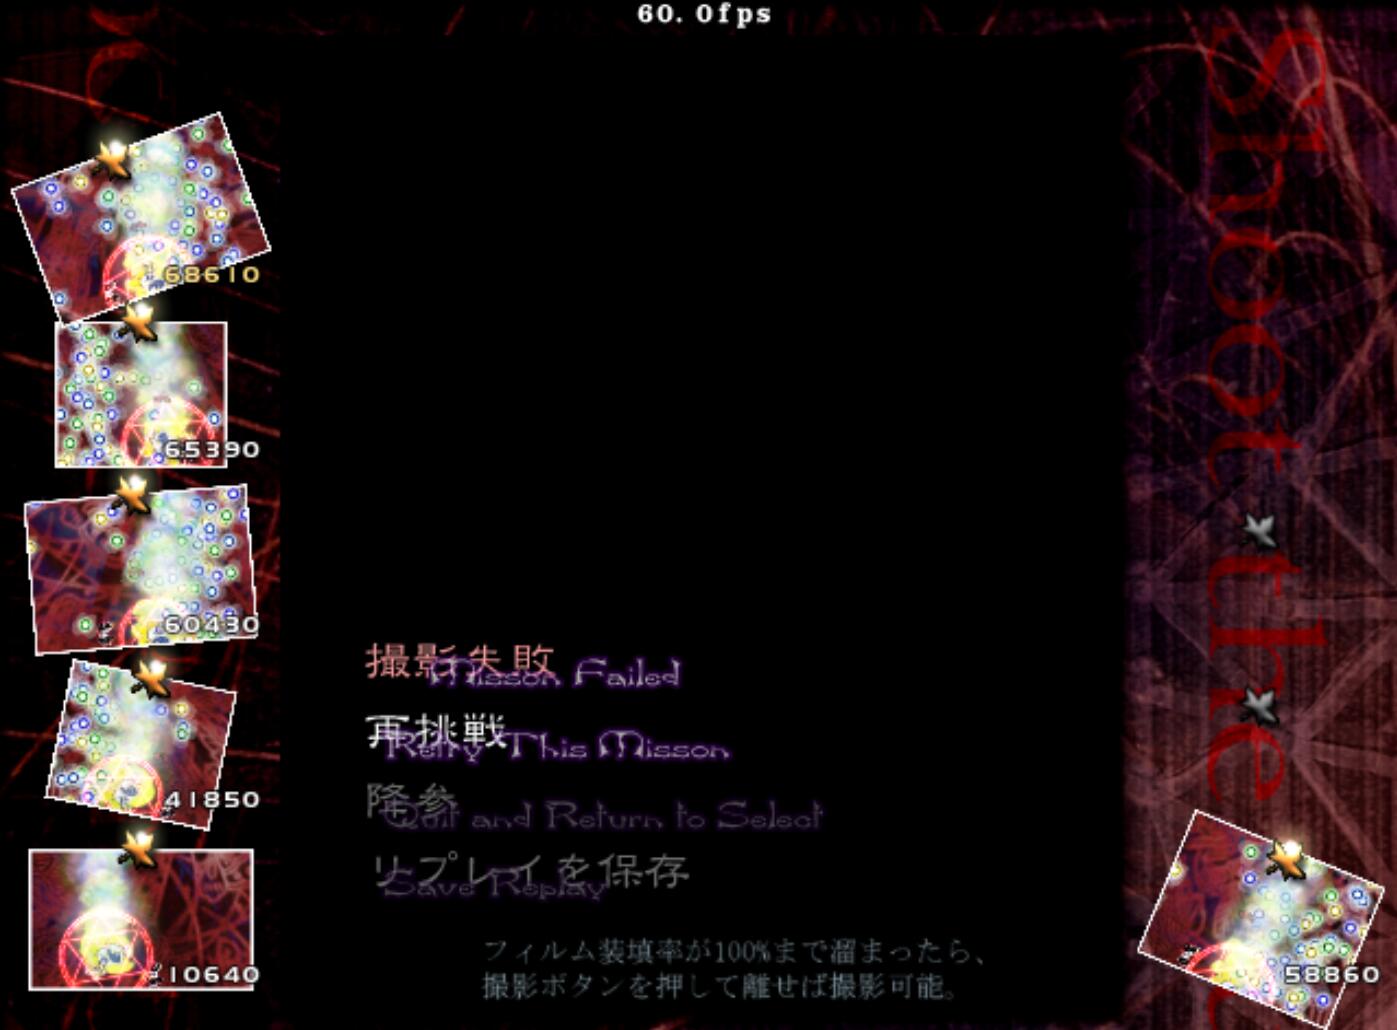 60.0fps
68610
65390
60430
41850
10640
撮影失敗
Misson Failed
再挑戦
Retry This Misson
降参
Quit and Return to Select
リプレイを保存
Save Replay
フィルム装填率が100%まで溜まったら、
撮影ボタンを押して離せば撮影可能。
Shoot the
58860